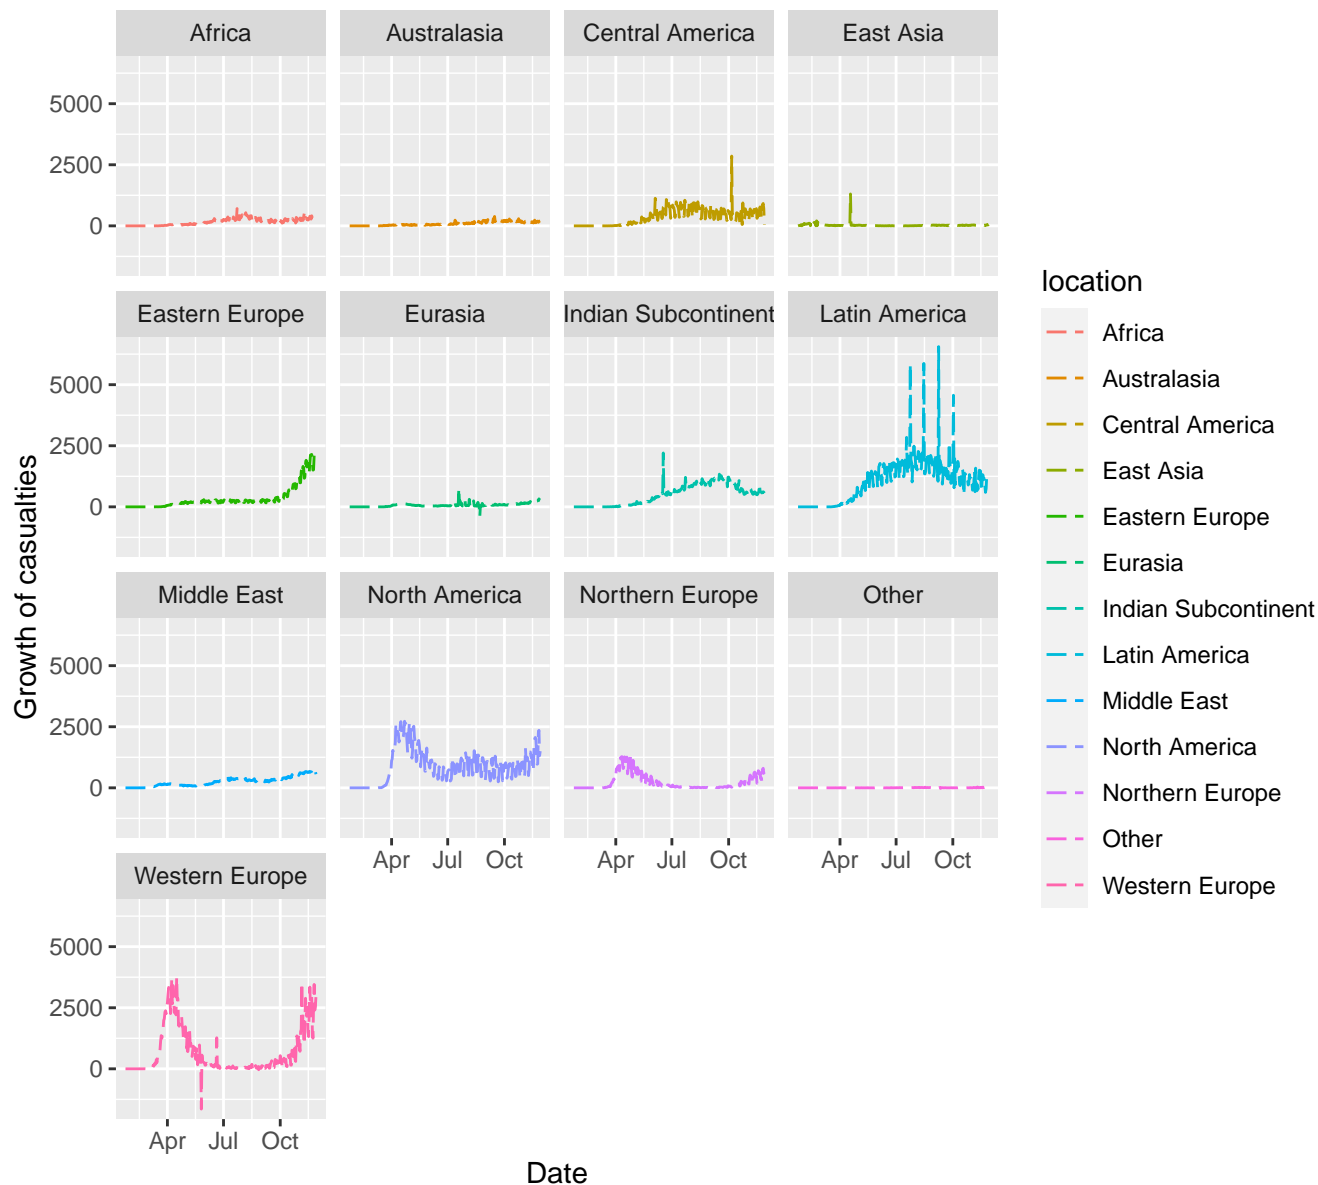 Africa
Australasia
Central America
East Asia
5000
2500
0
Eastern Europe
Eurasia
Indian Subcontinent
Latin America
5000
2500
0
Middle East
North America
Northern Europe
Other
5000
2500
0
Apr Jul Oct
Apr Jul Oct
Apr Jul Oct
Western Europe
5000
2500
0
Apr Jul Oct
Growth of casualties
Date
location
Africa
Australasia
Central America
East Asia
Eastern Europe
Eurasia
Indian Subcontinent
Latin America
Middle East
North America
Northern Europe
Other
Western Europe